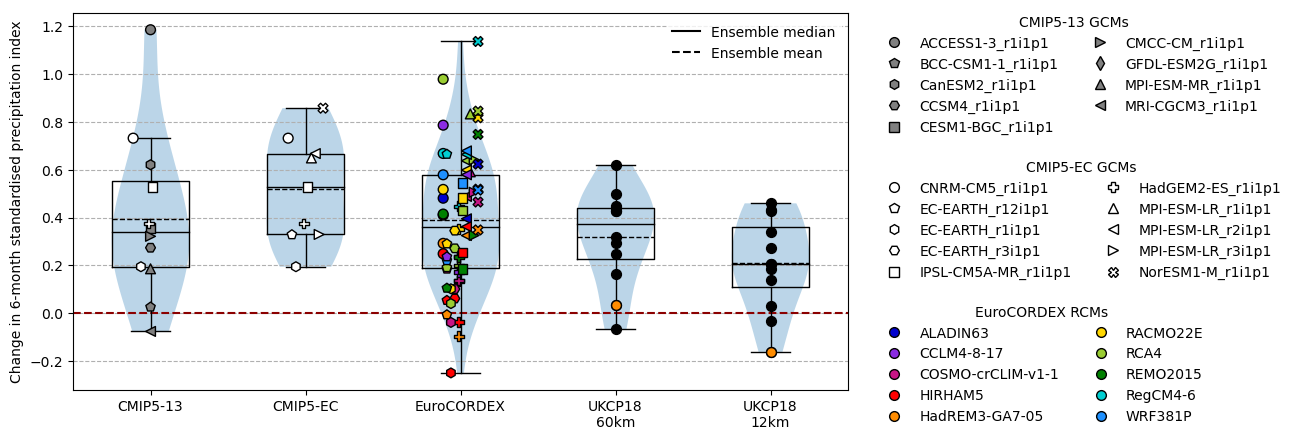 Change in 6-month standardised precipitation index
1.2
1.0
0.8
0.6
0.4
0.2
0.0
−0.2
Ensemble median
Ensemble mean
CMIP5-13
CMIP5-EC
EuroCORDEX
UKCP18
60km
UKCP18
12km
CMIP5-13 GCMs
ACCESS1-3_r1i1p1
BCC-CSM1-1_r1i1p1
CanESM2_r1i1p1
CCSM4_r1i1p1
CESM1-BGC_r1i1p1
CMCC-CM_r1i1p1
GFDL-ESM2G_r1i1p1
MPI-ESM-MR_r1i1p1
MRI-CGCM3_r1i1p1
CMIP5-EC GCMs
CNRM-CM5_r1i1p1
EC-EARTH_r12i1p1
EC-EARTH_r1i1p1
EC-EARTH_r3i1p1
IPSL-CM5A-MR_r1i1p1
HadGEM2-ES_r1i1p1
MPI-ESM-LR_r1i1p1
MPI-ESM-LR_r2i1p1
MPI-ESM-LR_r3i1p1
NorESM1-M_r1i1p1
EuroCORDEX RCMs
ALADIN63
CCLM4-8-17
COSMO-crCLIM-v1-1
HIRHAM5
HadREM3-GA7-05
RACMO22E
RCA4
REMO2015
RegCM4-6
WRF381P